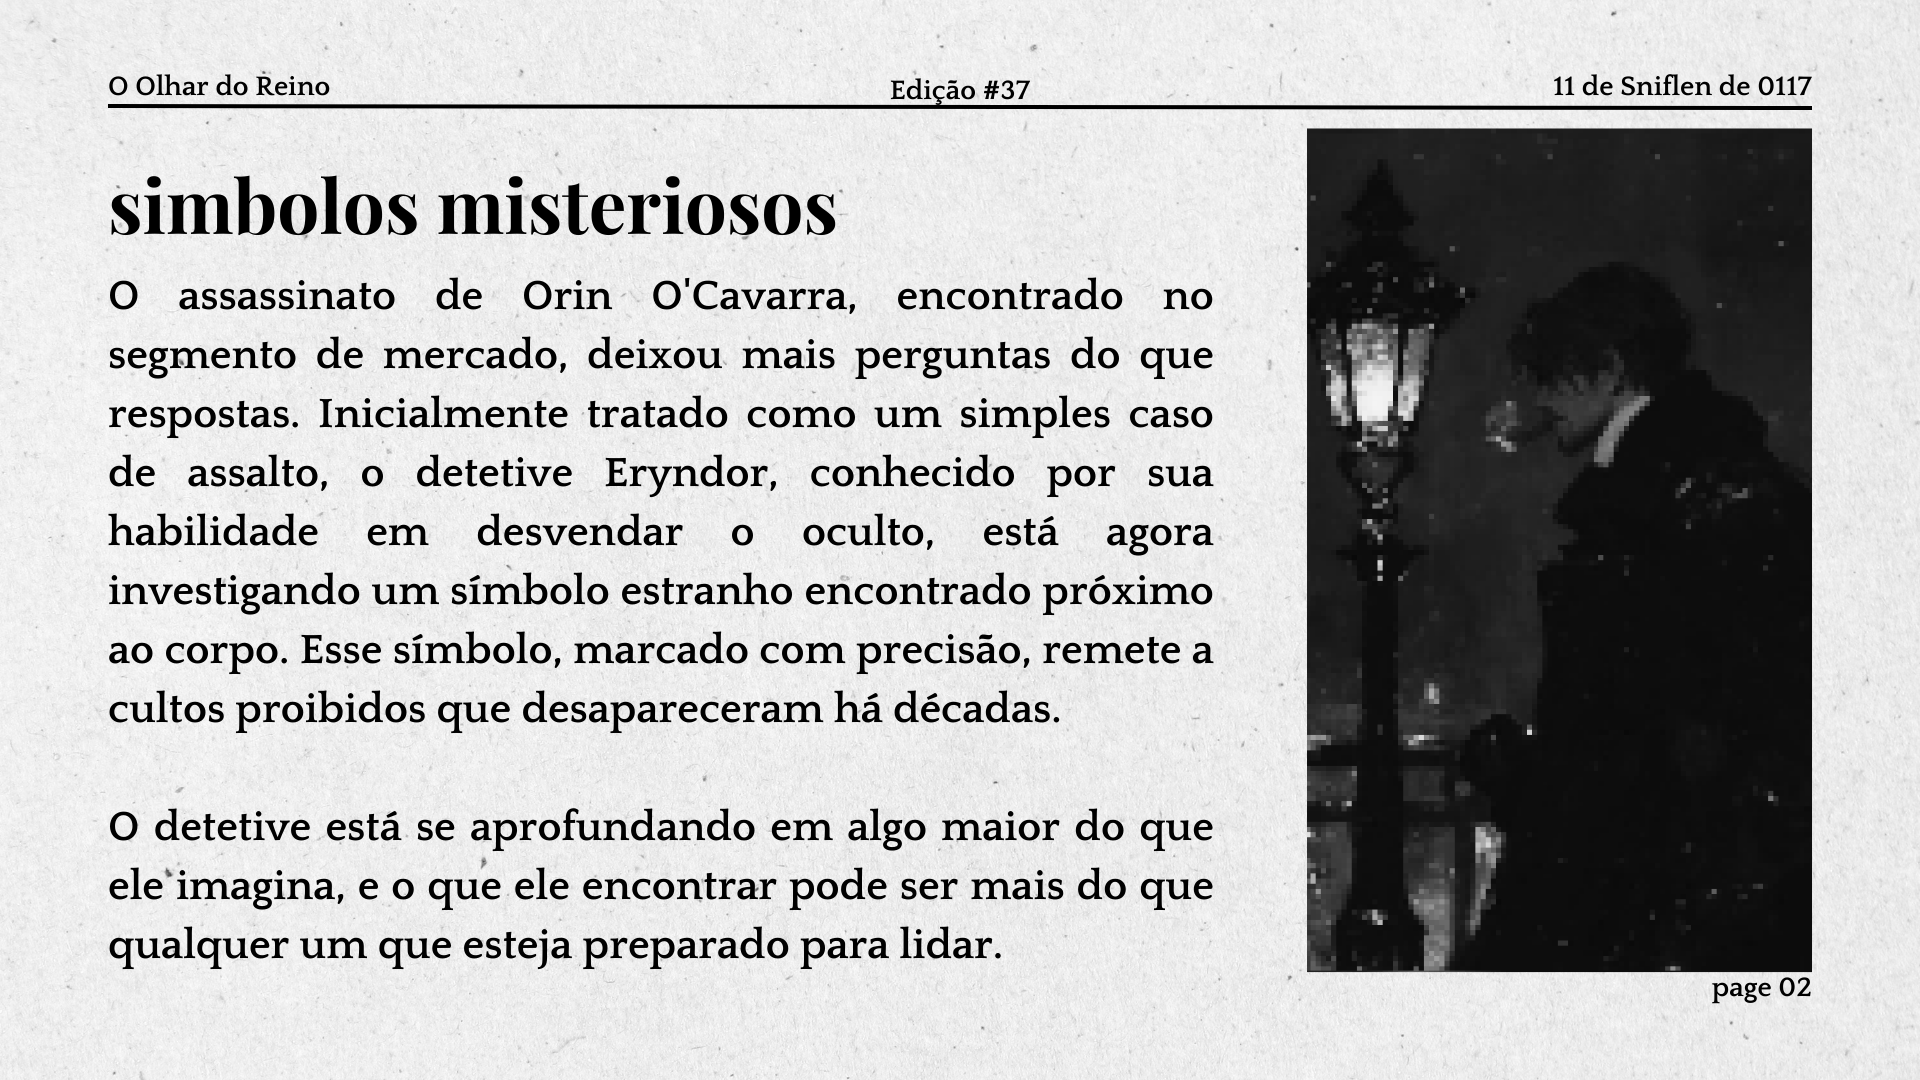 O Olhar do Reino
Edição #37
11 de Sniflen de 0117
simbolos misteriosos
O assassinato de Orin O'Cavarra, encontrado no
segmento de mercado, deixou mais perguntas do que
respostas. Inicialmente tratado como um simples caso
de assalto, o detetive Eryndor, conhecido por sua
habilidade em desvendar o oculto, está agora
investigando um símbolo estranho encontrado próximo
ao corpo. Esse símbolo, marcado com precisão, remete a
cultos proibidos que desapareceram há décadas.
O detetive está se aprofundando em algo maior do que
ele imagina, e o que ele encontrar pode ser mais do que
qualquer um que esteja preparado para lidar.
page 02